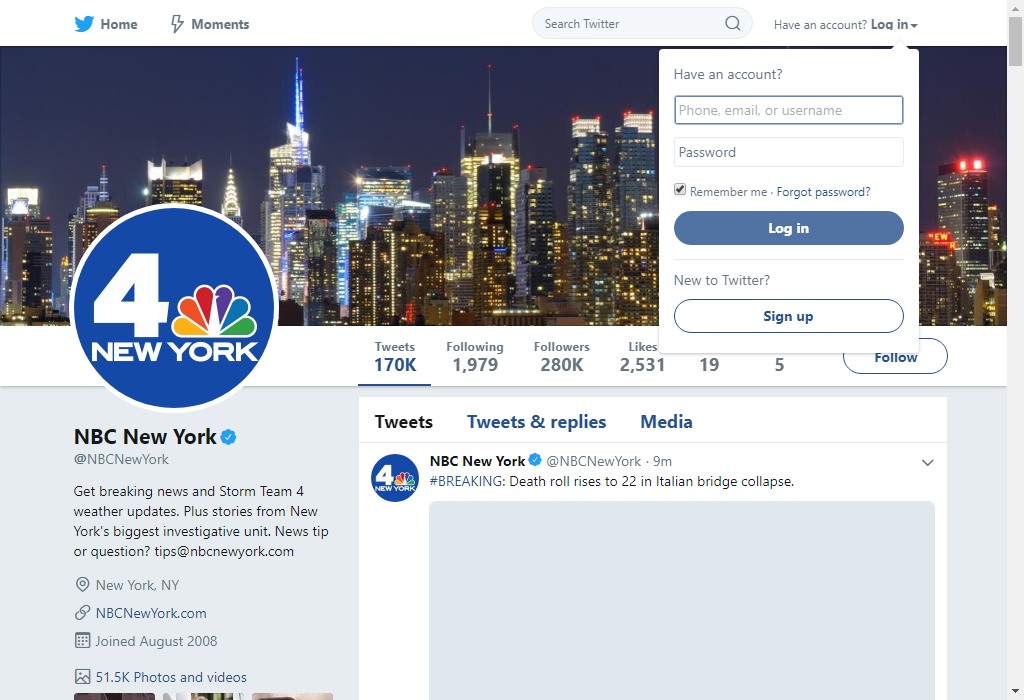 Home
Moments
Search Twitter
Have an account? Log in
Have an account?
Phone, email, or username
Password
Remember me · Forgot password?
Log in
New to Twitter?
Sign up
NEW
4
NEW YORK
Tweets
170K
Following
1,979
Followers
280K
Likes
2,531
19
5
Follow
NBC New York
@NBCNewYork
Get breaking news and Storm Team 4
weather updates. Plus stories from New
York's biggest investigative unit. News tip
or question? tips@nbcnewyork.com
New York, NY
NBCNewYork.com
Joined August 2008
51.5K Photos and videos
Tweets
Tweets & replies
Media
4
NEW YORK
NBC New York @NBCNewYork · 9m
#BREAKING: Death roll rises to 22 in Italian bridge collapse.